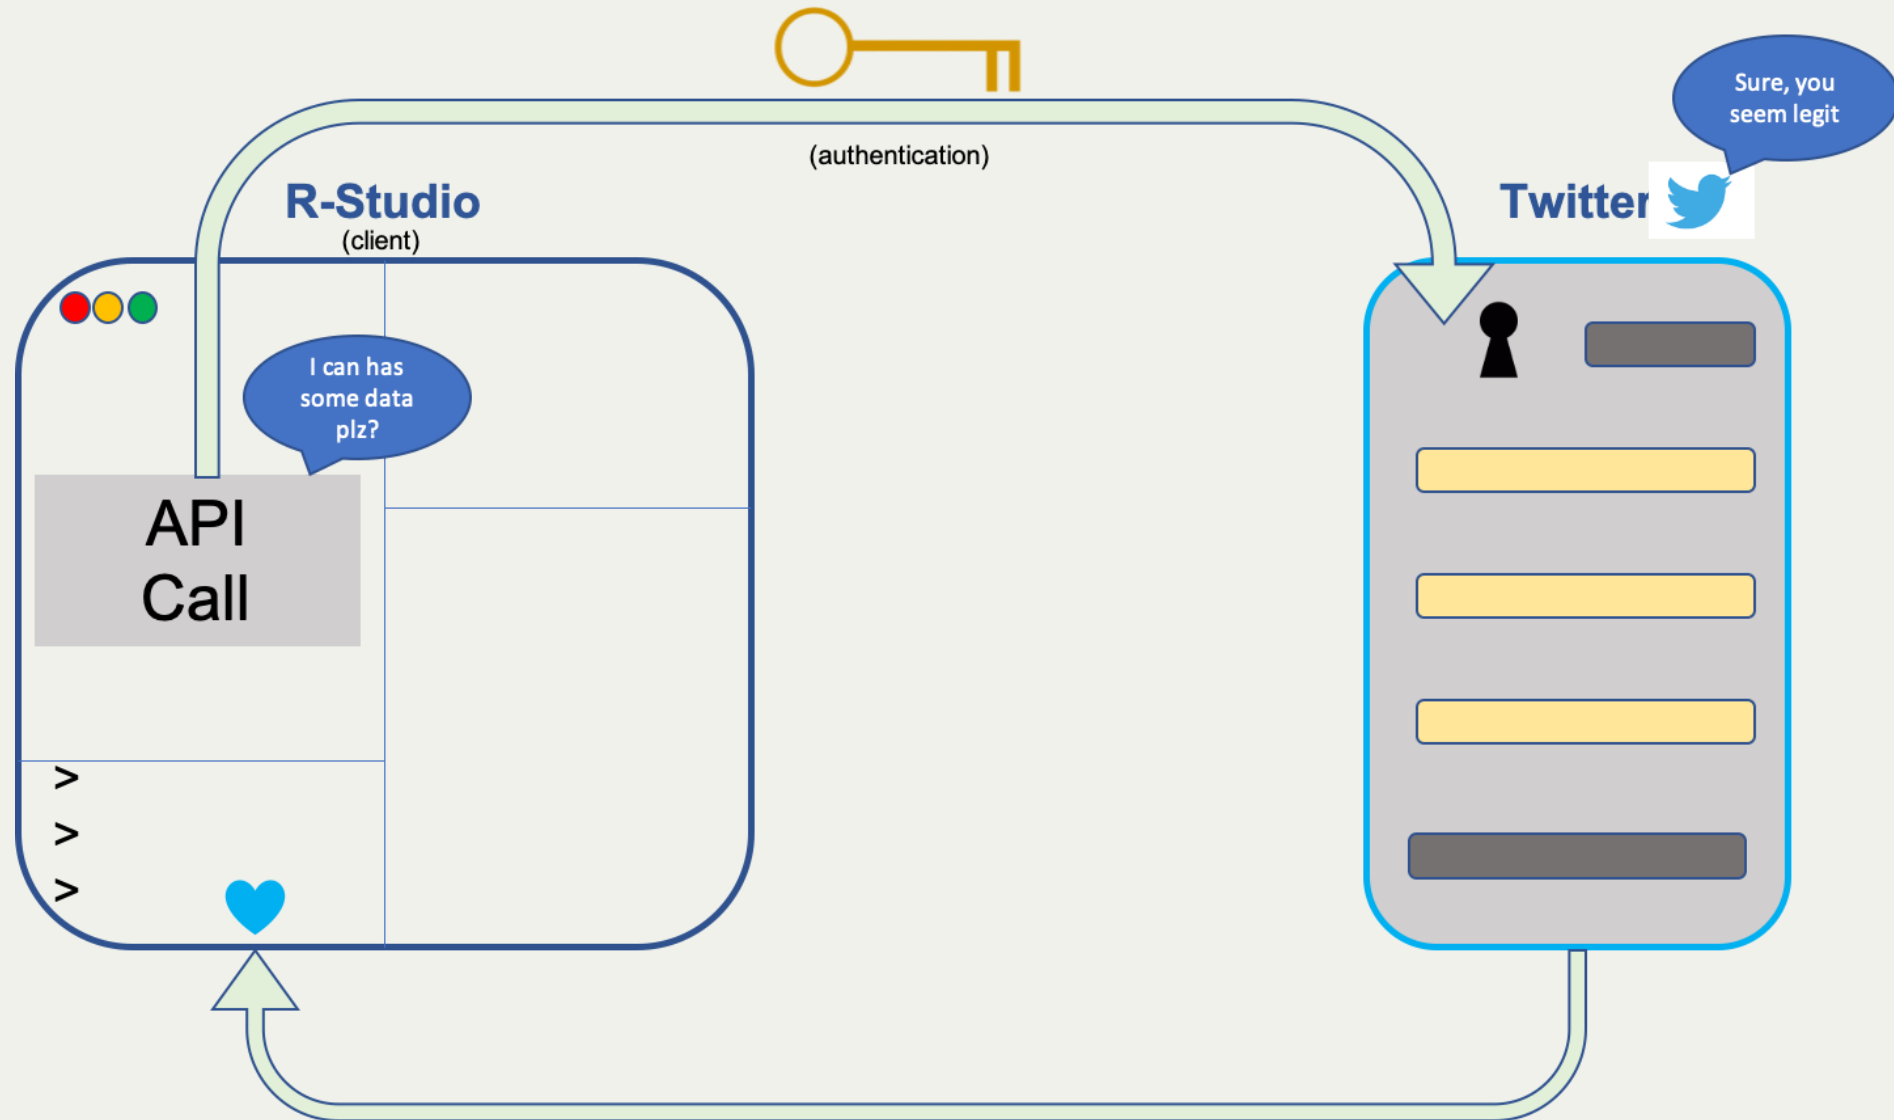 (authentication)
Sure, you
seem legit
R-Studio
(client)
Twitter
I can has
some data
plz?
API
Call
>
>
>